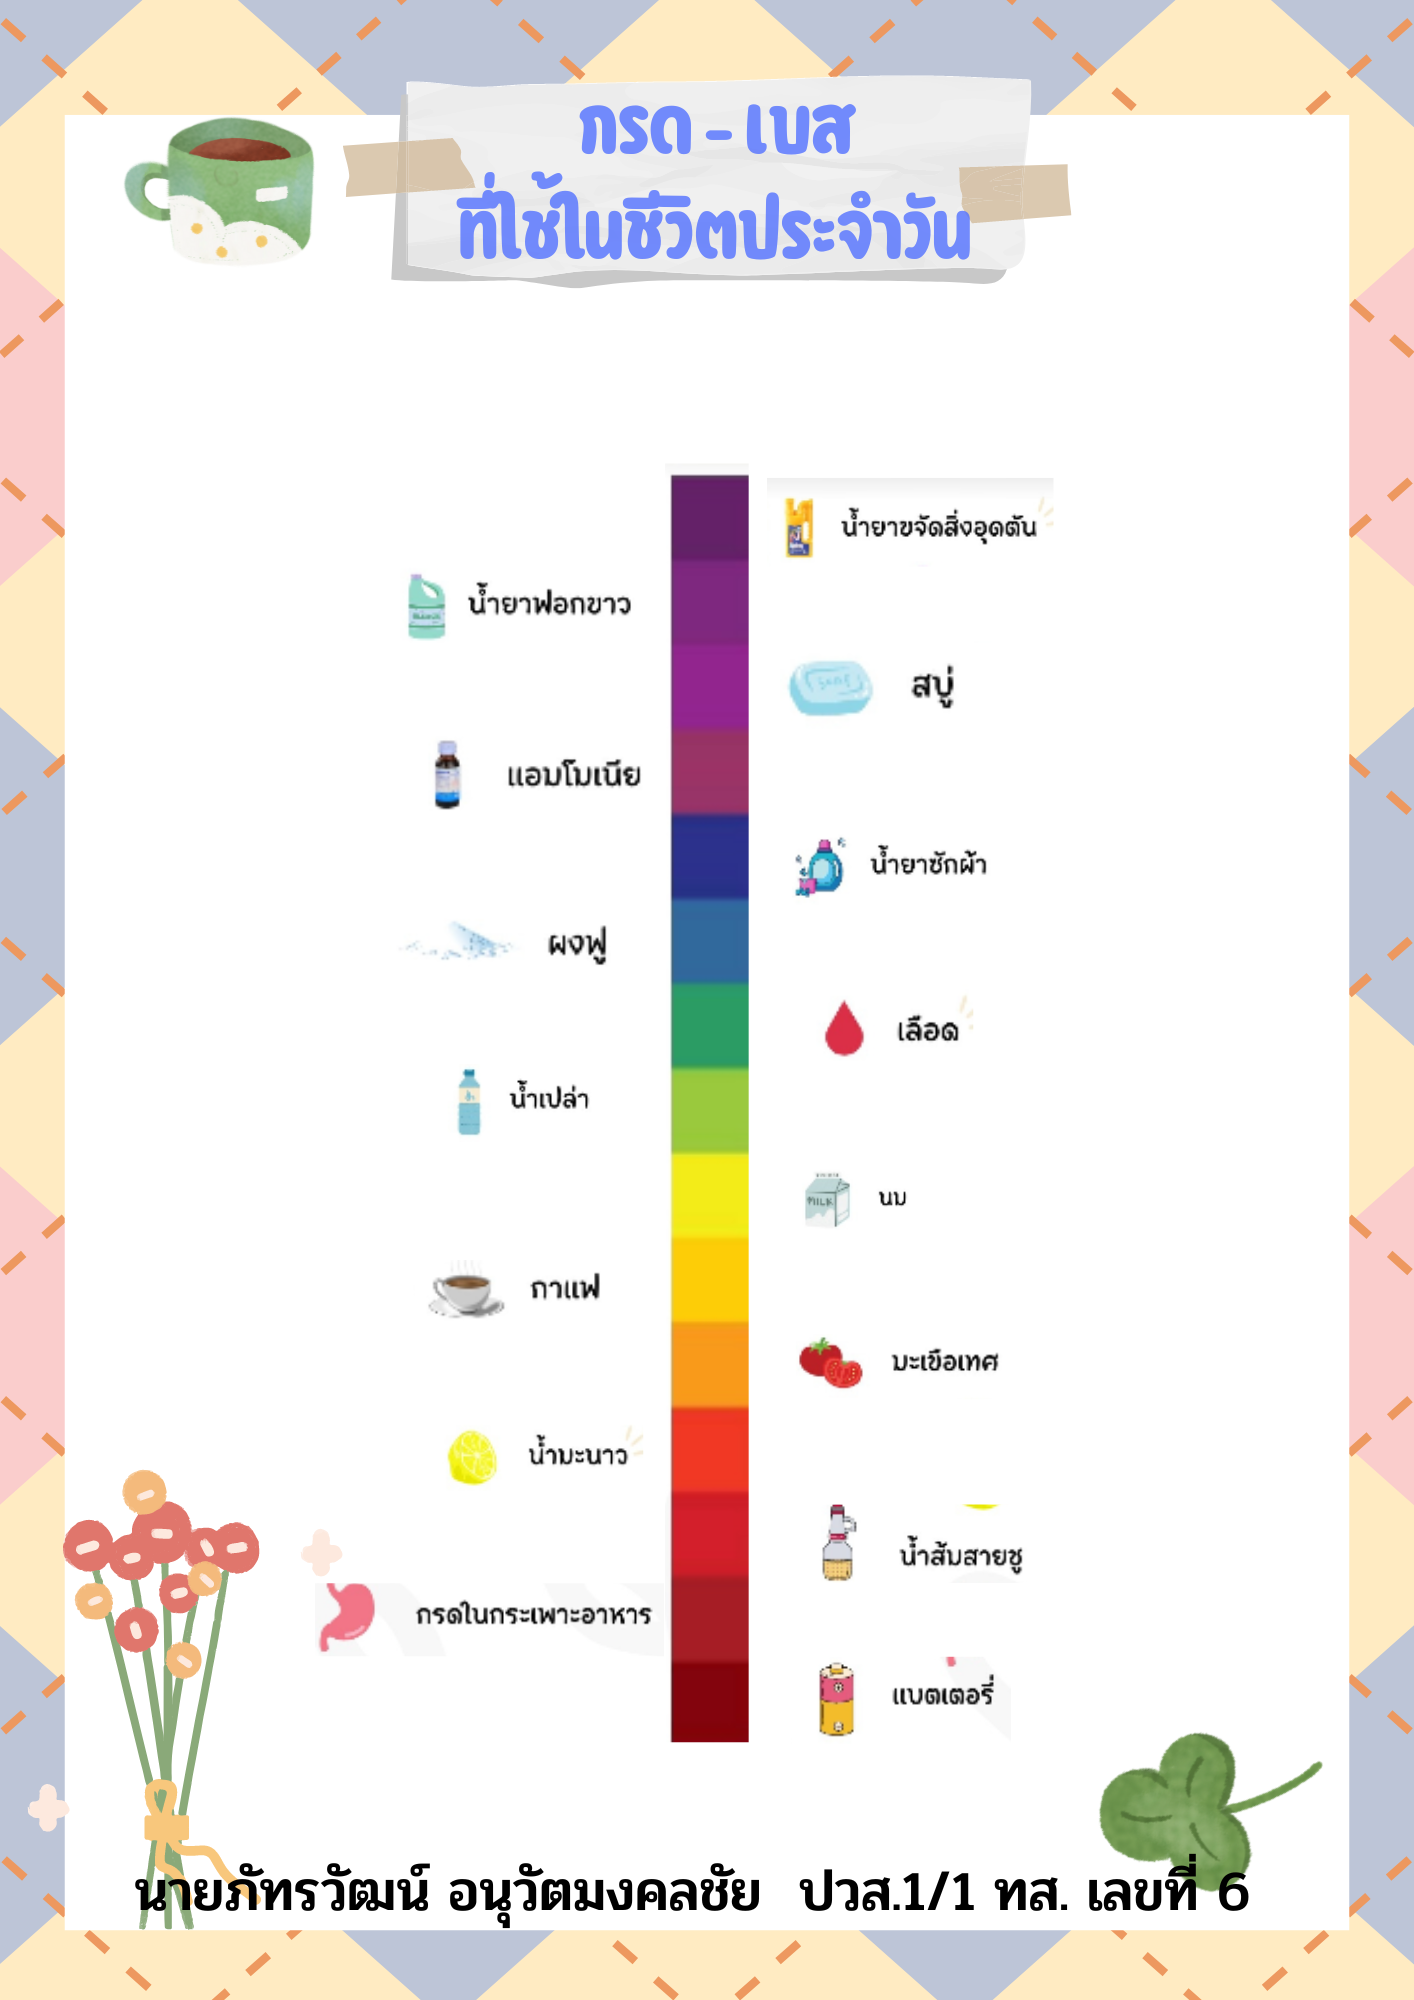 กรด - เบส
ที่ใช้ในชีวิตประจำวัน
น้ำยาขจัดสิ่งอุดตัน
น้ำยาฟอกขาว
สบู่
แอมโมเนีย
น้ำยาซักผ้า
ผงฟู
เลือด
น้ำเปล่า
MILK
นม
กาแฟ
มะเขือเทศ
น้ำมะนาว
น้ำส้มสายชู
กรดในกระเพาะอาหาร
แบตเตอรี่
นายภัทรวัฒน์ อนุวัตมงคลชัย ปวส.1/1 ทส. เลขที่ 6